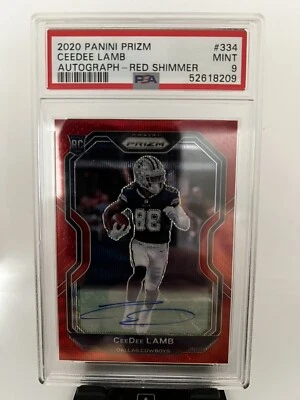 2020 PANINI PRIZM #334
CEEDEE LAMB MINT
AUTOGRAPH - RED SHIMMER PSA 9
52618209
RC
PANINI
PRIZM
88
CEEDEE LAMB
DALLAS COWBOYS